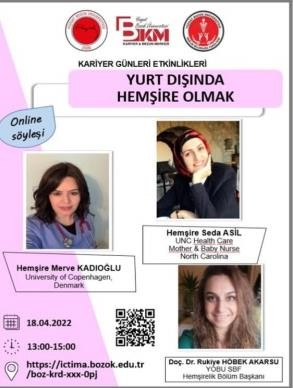 BJKM
KARİYER & BEZUN MERKEZİ
KARİYER GÜNLERİ ETKİNLİKLERİ
YURT DIŞINDA
HEMŞİRE OLMAK
Online
söyleşi
Hemşire Seda ASİL
UNC Health Care
Mother & Baby Nurse
North Carolina
Hemşire Merve KADIOĞLU
University of Copenhagen,
Denmark
18.04.2022
13:00-15:00
https://ictima.bozok.edu.tr
/boz-krd-xxx-0pj
Doç. Dr. Rukiye HÖBEK AKARSU
YOBÜ SBF
Hemşirelik Bölüm Başkanı